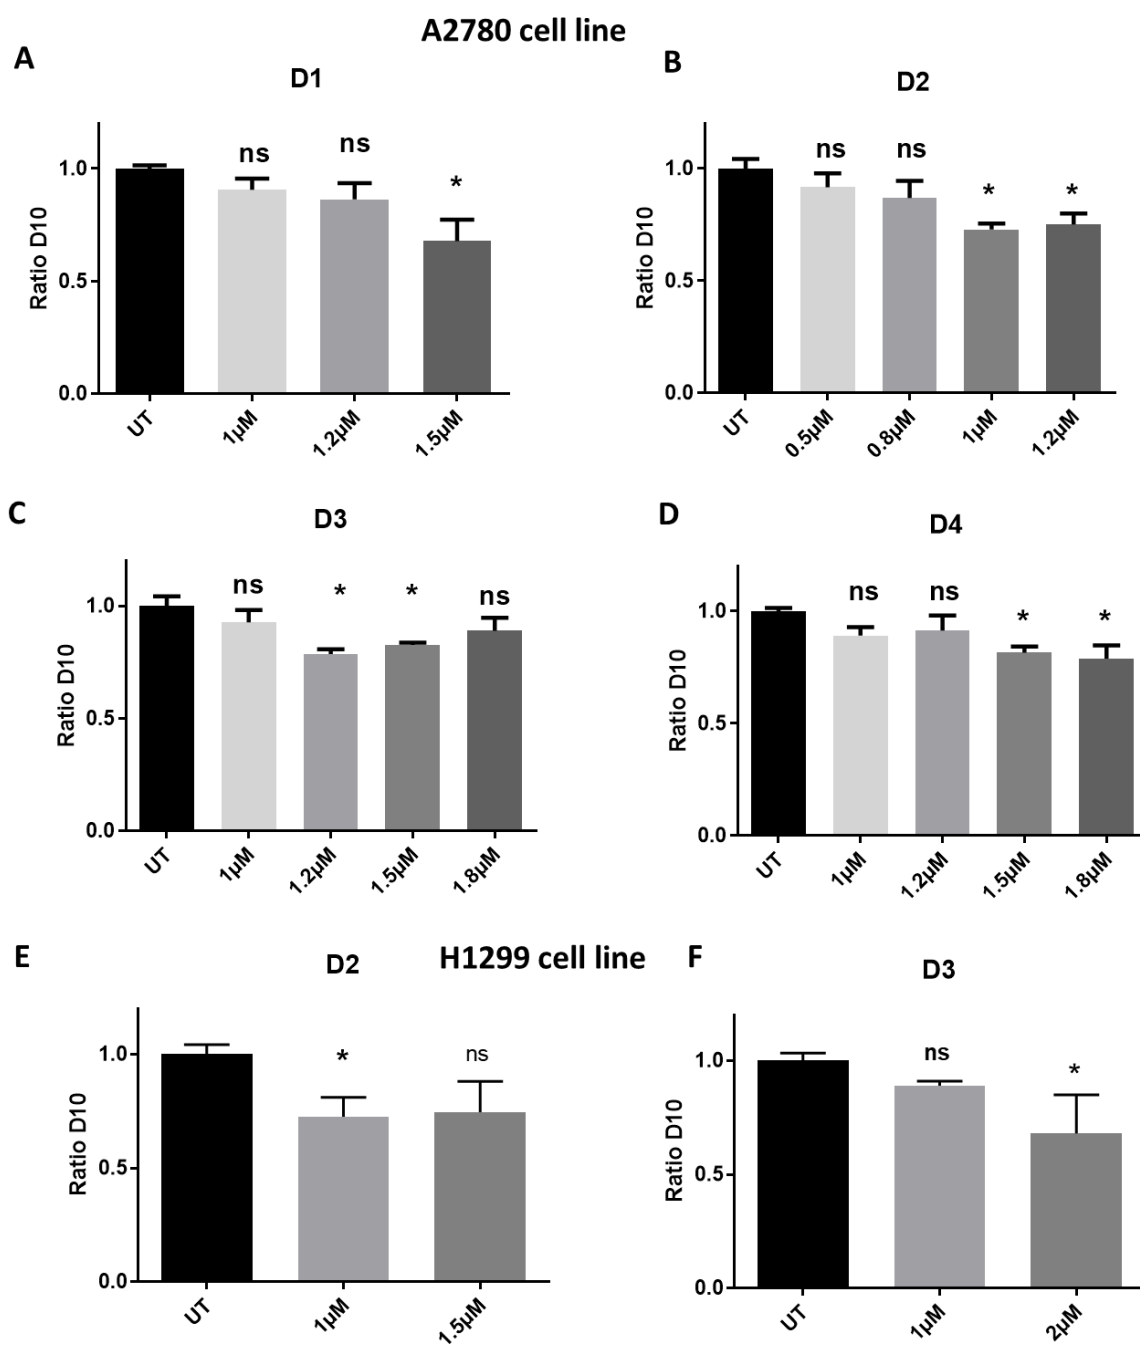 A2780 cell line
A
D1
Ratio D10
1.0
0.5
0.0
ns
ns
*
UT
1µM
1.2µM
1.5µM
B
D2
Ratio D10
1.0
0.5
0.0
ns
ns
*
*
UT
0.5µM
0.8µM
1µM
1.2µM
C
D3
Ratio D10
1.0
0.5
0.0
ns
*
*
ns
UT
1µM
1.2µM
1.5µM
1.8µM
D
D4
Ratio D10
1.0
0.5
0.0
ns
ns
*
*
UT
1µM
1.2µM
1.5µM
1.8µM
H1299 cell line
E
D2
Ratio D10
1.0
0.5
0.0
*
ns
UT
1µM
1.5µM
F
D3
Ratio D10
1.0
0.5
0.0
ns
*
UT
1µM
2µM